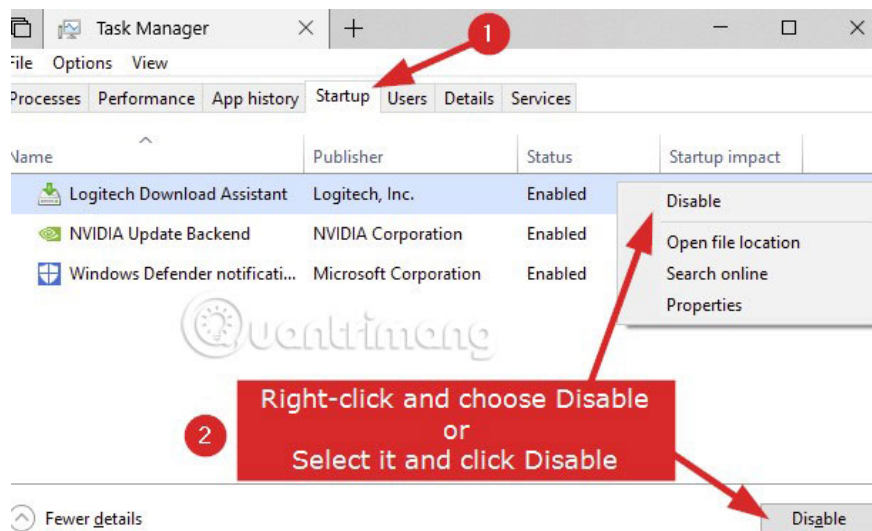 Task Manager
1
File Options View
Processes Performance App history Startup Users Details Services
Name Publisher Status Startup impact
Logitech Download Assistant Logitech, Inc. Enabled
Disable
NVIDIA Update Backend NVIDIA Corporation Enabled
Open file location
Windows Defender notificati... Microsoft Corporation Enabled
Search online
Properties
Quantrimang
Right-click and choose Disable
2 or
Select it and click Disable
Fewer details Disable